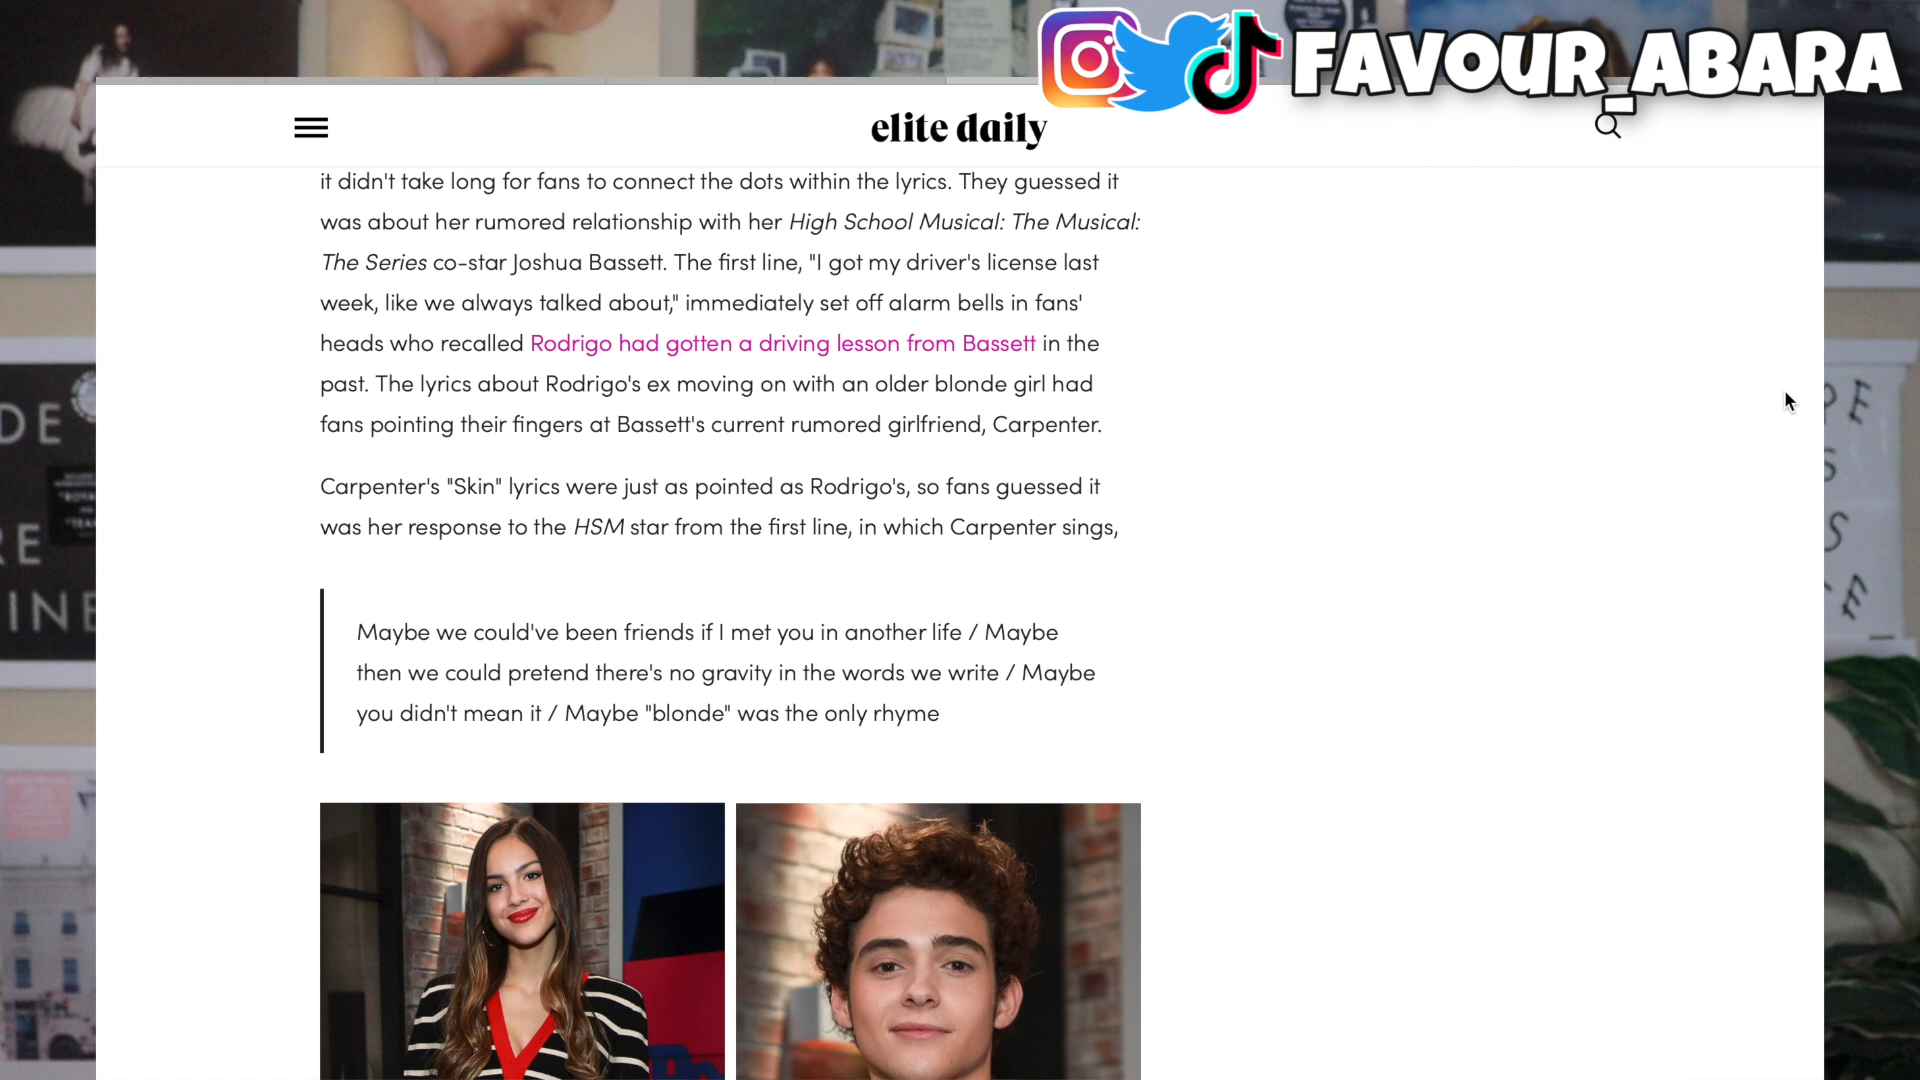 FAVOUR_ABARA
elite daily
it didn't take long for fans to connect the dots within the lyrics. They guessed it
was about her rumored relationship with her High School Musical: The Musical:
The Series co-star Joshua Bassett. The first line, "I got my driver's license last
week, like we always talked about," immediately set off alarm bells in fans'
heads who recalled Rodrigo had gotten a driving lesson from Bassett in the
past. The lyrics about Rodrigo's ex moving on with an older blonde girl had
fans pointing their fingers at Bassett's current rumored girlfriend, Carpenter.
Carpenter's "Skin" lyrics were just as pointed as Rodrigo's, so fans guessed it
was her response to the HSM star from the first line, in which Carpenter sings,
Maybe we could've been friends if I met you in another life / Maybe
then we could pretend there's no gravity in the words we write / Maybe
you didn't mean it / Maybe "blonde" was the only rhyme